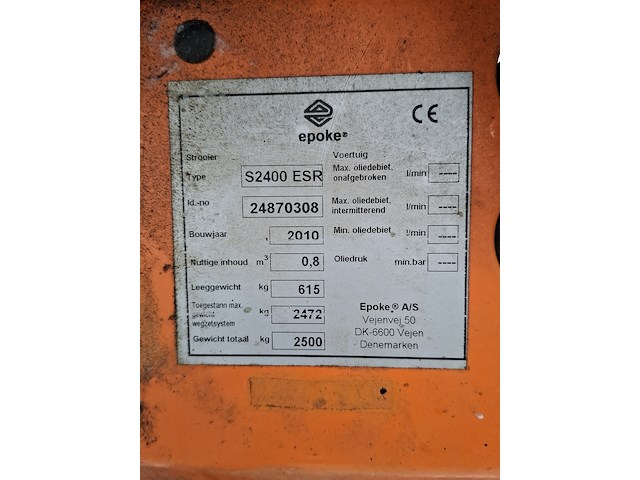 epoke®
CE
Strooier
Type S2400 ESR
Id.-no 24870308
Bouwjaar 2010
Nuttige inhoud m³ 0,8
Leeggewicht kg 615
Toegestann max.
gewicht kg 2472
wegzetsystem
Gewicht totaal kg 2500
Voertuig
Max. oliedebiet,
onafgebroken l/min ----
Max. oliedebiet,
intermitterend l/min ----
Min. oliedebiet l/min ----
Oliedruk min.bar ----
Epoke® A/S
Vejenvej 50
DK-6600 Vejen
Denemarken